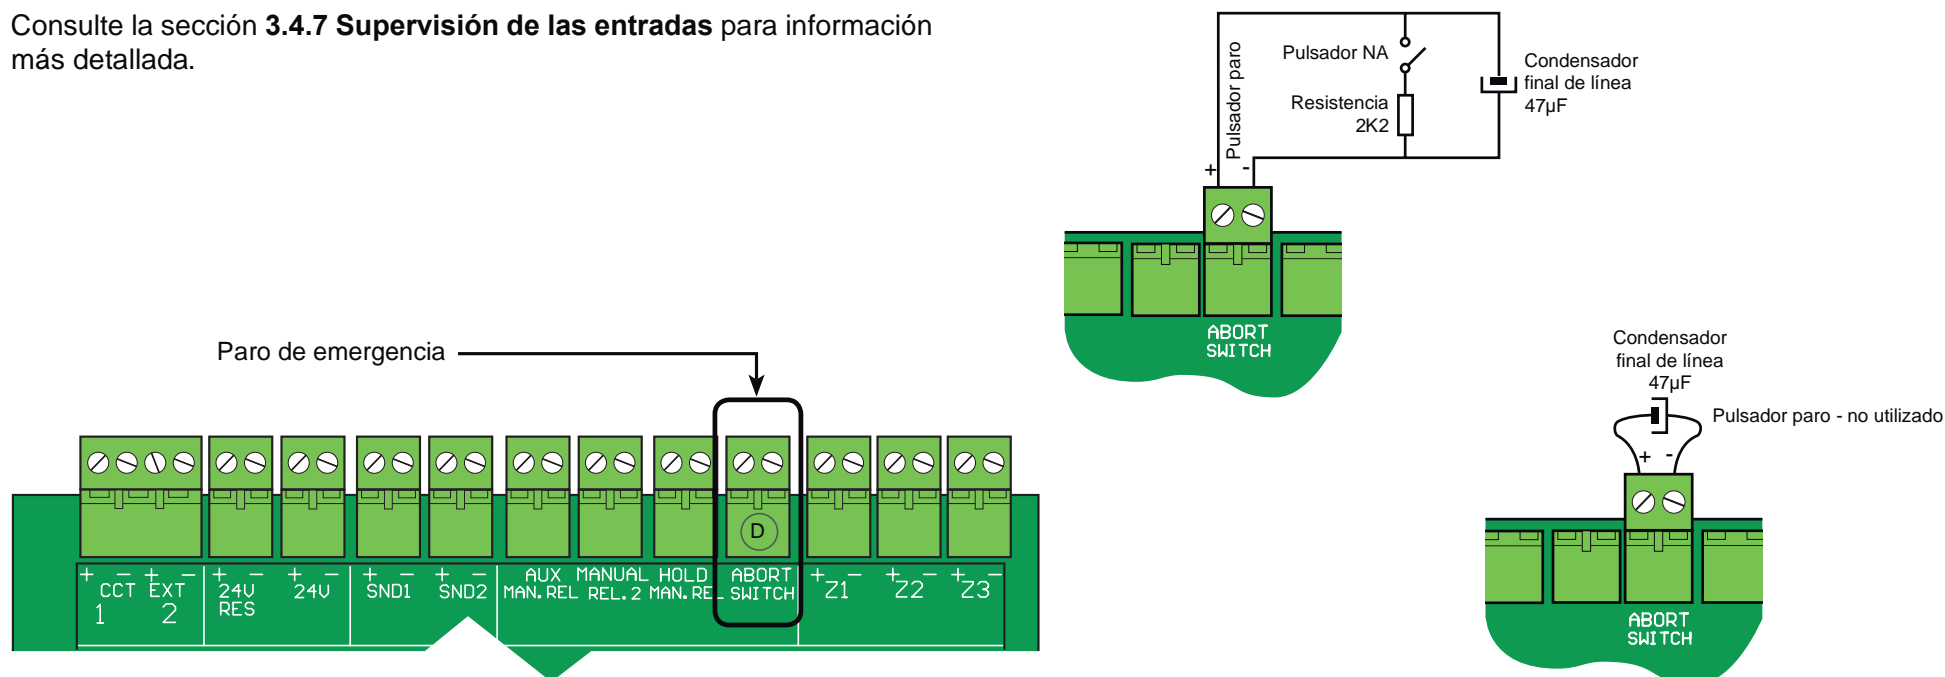 Consulte la sección 3.4.7 Supervisión de las entradas para información
más detallada.
Pulsador paro
+ -
Pulsador NA
Resistencia
2K2
Condensador
final de línea
47µF
ABORT
SWITCH
Paro de emergencia
D
+ - + -
CCT EXT
1 2
+ -
24V
RES
+ -
24V
+ -
SND1
+ -
SND2
AUX
MAN.REL
MANUAL
REL.2
HOLD
MAN.REL
ABORT
SWITCH
+ -
Z1
+ -
Z2
+ -
Z3
Condensador
final de línea
47µF
Pulsador paro - no utilizado
+ -
ABORT
SWITCH